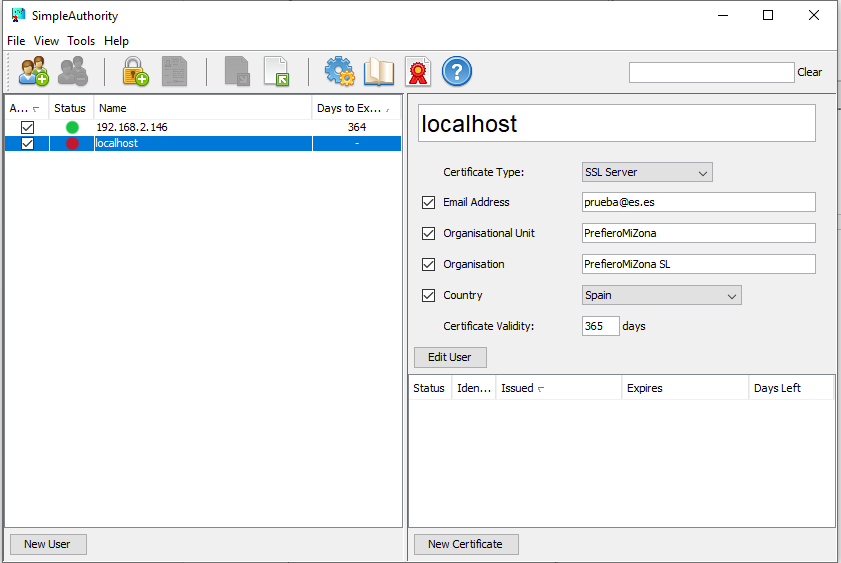 SimpleAuthority
File View Tools Help
Clear
A... Status Name Days to Ex...
192.168.2.146 364
localhost -
New User
localhost
Certificate Type: SSL Server
Email Address prueba@es.es
Organisational Unit PrefieroMiZona
Organisation PrefieroMiZona SL
Country Spain
Certificate Validity: 365 days
Edit User
Status Iden... Issued Expires Days Left
New Certificate